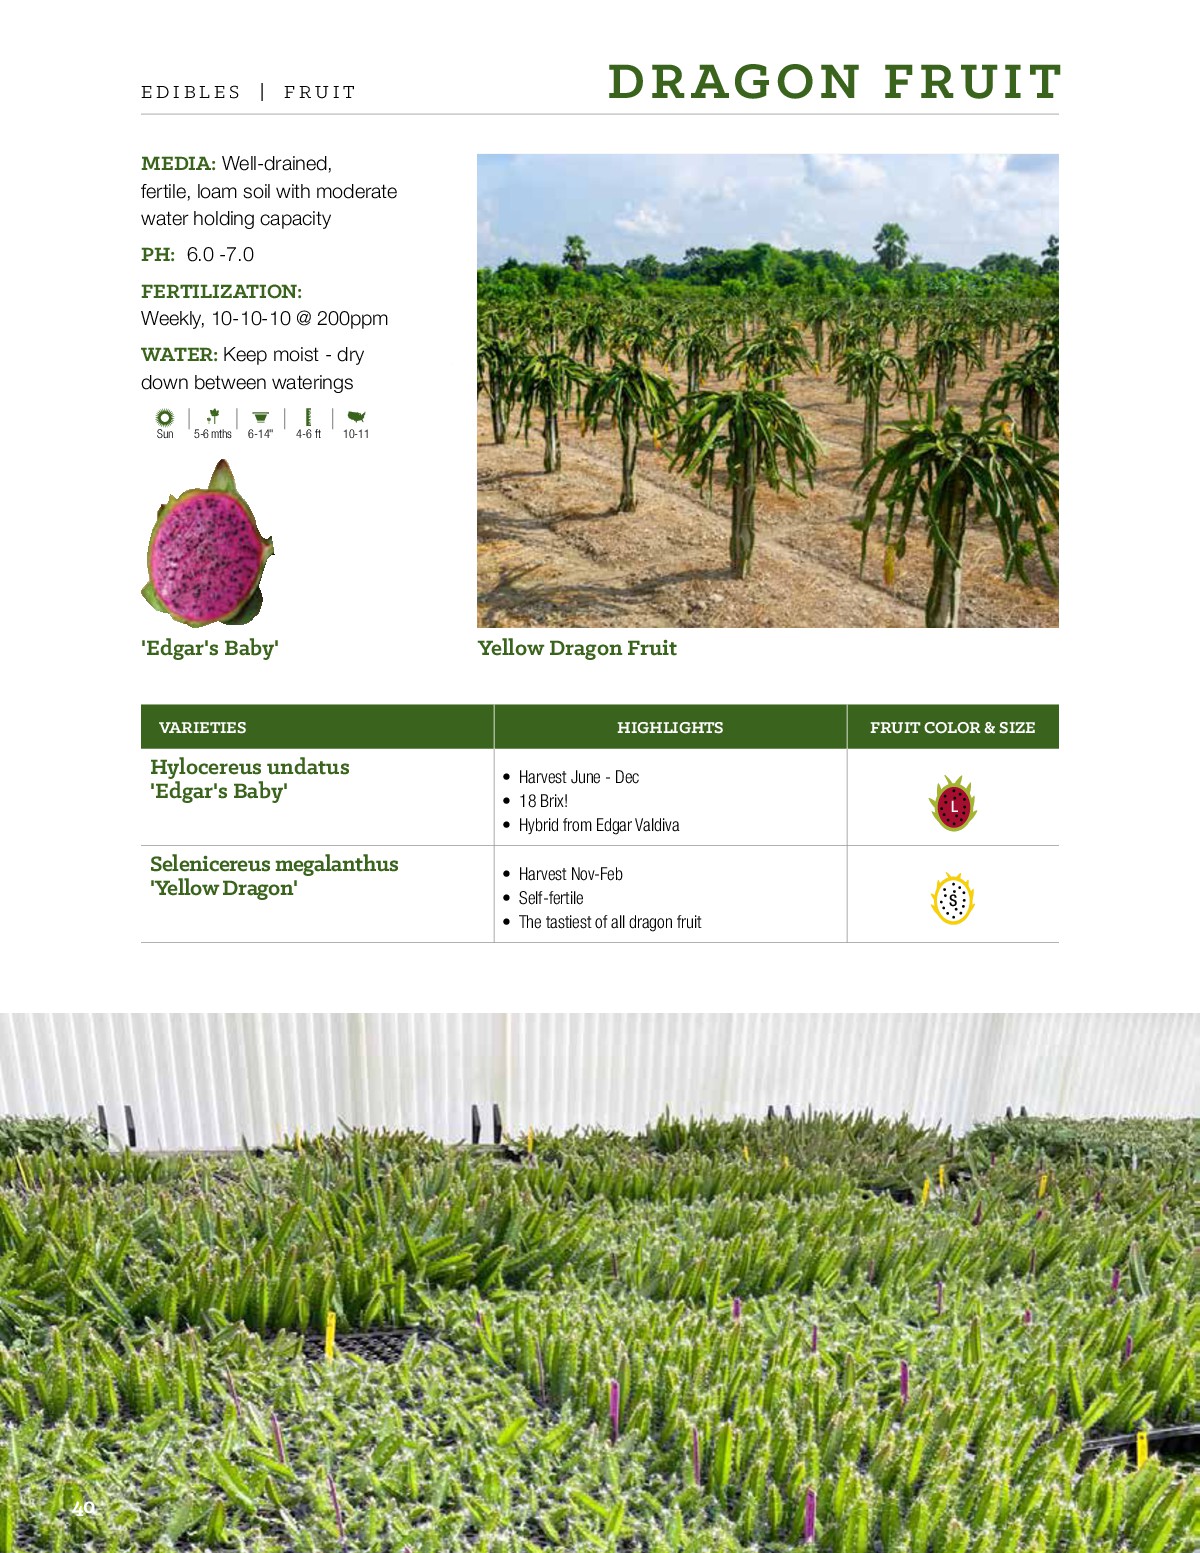 EDIBLES | FRUIT
DRAGON FRUIT
MEDIA: Well-drained,
fertile, loam soil with moderate
water holding capacity
PH: 6.0 -7.0
FERTILIZATION:
Weekly, 10-10-10 @ 200ppm
WATER: Keep moist - dry
down between waterings
Sun | 5-6 mths | 6-14" | 4-6 ft | 10-11
'Edgar's Baby'
Yellow Dragon Fruit
VARIETIES HIGHLIGHTS FRUIT COLOR & SIZE
Hylocereus undatus
'Edgar's Baby'
• Harvest June - Dec
• 18 Brix!
• Hybrid from Edgar Valdiva
L
Selenicereus megalanthus
'Yellow Dragon'
• Harvest Nov-Feb
• Self-fertile
• The tastiest of all dragon fruit
S
40